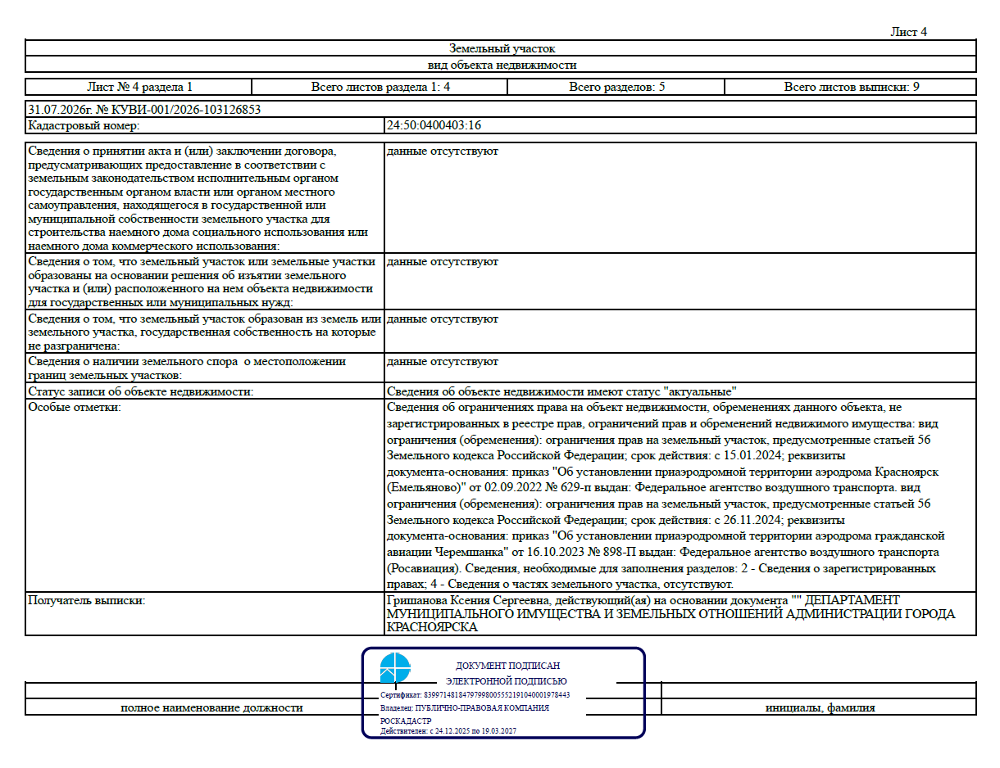 Лист 4
Земельный участок
вид объекта недвижимости
Лист № 4 раздела 1
Всего листов раздела 1: 4
Всего разделов: 5
Всего листов выписки: 9
31.07.2026г. № КУВИ-001/2026-103126853
Кадастровый номер:
24:50:0400403:16
Сведения о принятии акта и (или) заключении договора,
предусматривающих предоставление в соответствии с
земельным законодательством исполнительным органом
государственным органом власти или органом местного
самоуправления, находящегося в государственной или
муниципальной собственности земельного участка для
строительства наемного дома социального использования или
наемного дома коммерческого использования:
данные отсутствуют
Сведения о том, что земельный участок или земельные участки
образованы на основании решения об изъятии земельного
участка и (или) расположенного на нем объекта недвижимости
для государственных или муниципальных нужд:
данные отсутствуют
Сведения о том, что земельный участок образован из земель или
земельного участка, государственная собственность на которые
не разграничена:
данные отсутствуют
Сведения о наличии земельного спора  о местоположении
границ земельных участков:
данные отсутствуют
Статус записи об объекте недвижимости:
Сведения об объекте недвижимости имеют статус "актуальные"
Особые отметки:
Сведения об ограничениях права на объект недвижимости, обременениях данного объекта, не
зарегистрированных в реестре прав, ограничений прав и обременений недвижимого имущества: вид
ограничения (обременения): ограничения прав на земельный участок, предусмотренные статьей 56
Земельного кодекса Российской Федерации; срок действия: с 15.01.2024; реквизиты
документа-основания: приказ "Об установлении приаэродромной территории аэродрома Красноярск
(Емельяново)" от 02.09.2022 № 629-п выдан: Федеральное агентство воздушного транспорта. вид
ограничения (обременения): ограничения прав на земельный участок, предусмотренные статьей 56
Земельного кодекса Российской Федерации; срок действия: с 26.11.2024; реквизиты
документа-основания: приказ "Об установлении приаэродромной территории аэродрома гражданской
авиации Черемшанка" от 16.10.2023 № 898-П выдан: Федеральное агентство воздушного транспорта
(Росавиация). Сведения, необходимые для заполнения разделов: 2 - Сведения о зарегистрированных
правах; 4 - Сведения о частях земельного участка, отсутствуют.
Получатель выписки:
Гришанова Ксения Сергеевна, действующий(ая) на основании документа "" ДЕПАРТАМЕНТ
МУНИЦИПАЛЬНОГО ИМУЩЕСТВА И ЗЕМЕЛЬНЫХ ОТНОШЕНИЙ АДМИНИСТРАЦИИ ГОРОДА
КРАСНОЯРСКА
ДОКУМЕНТ ПОДПИСАН
ЭЛЕКТРОННОЙ ПОДПИСЬЮ
Сертификат: 83997148184797998005552191040001978443
Владелец: ПУБЛИЧНО-ПРАВОВАЯ КОМПАНИЯ
РОСКАДАСТР
Действителен: с 24.12.2025 по 19.03.2027
полное наименование должности
инициалы, фамилия